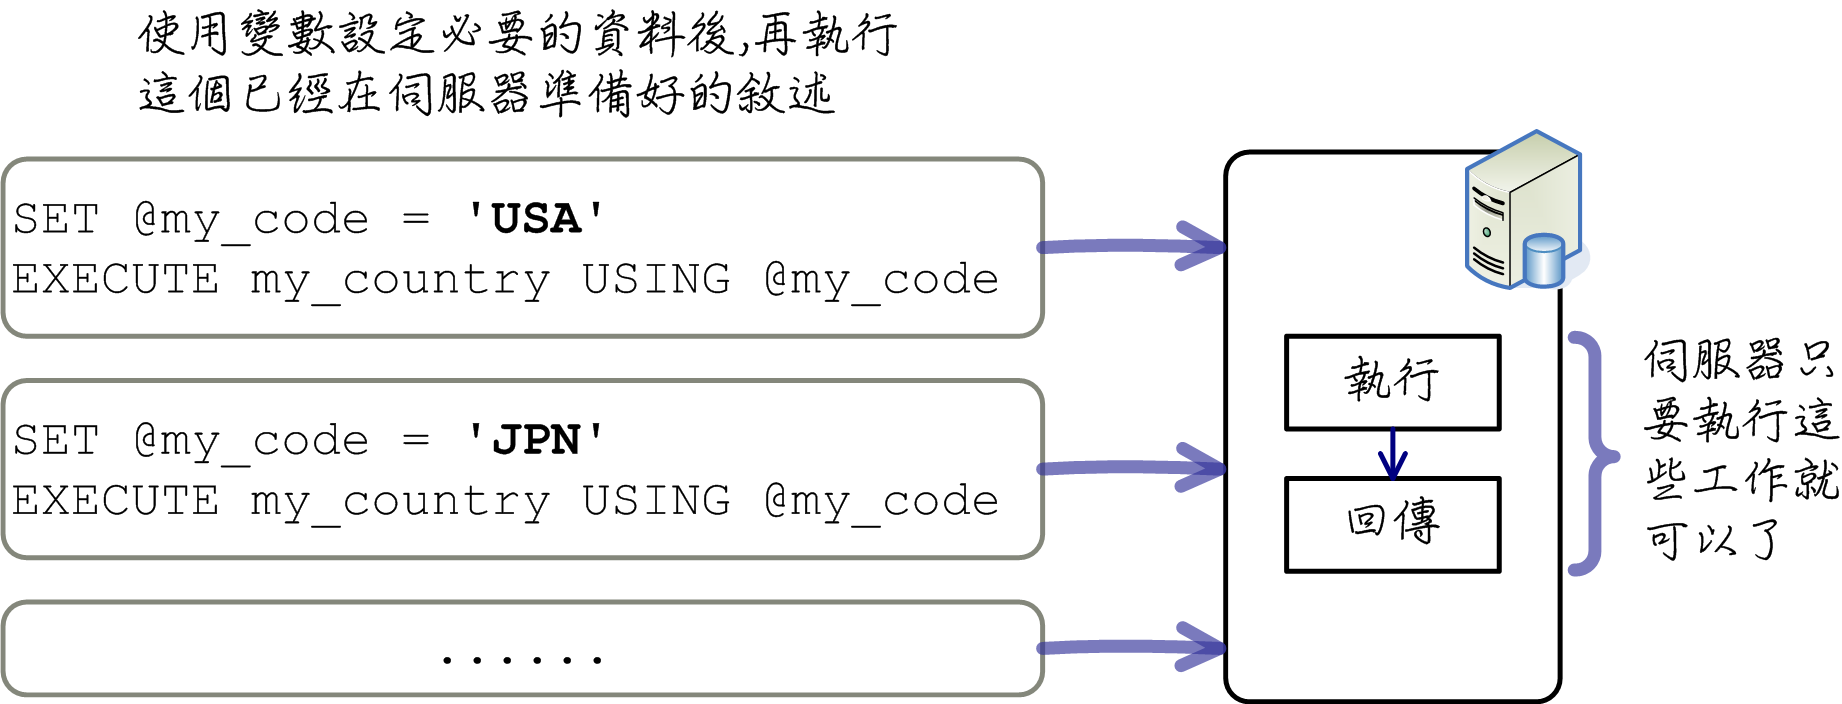 使用變數設定必要的資料後,再執行
這個已經在伺服器準備好的敘述
SET @my_code = 'USA'
EXECUTE my_country USING @my_code
SET @my_code = 'JPN'
EXECUTE my_country USING @my_code
......
執行
回傳
伺服器只
要執行這
些工作就
可以了